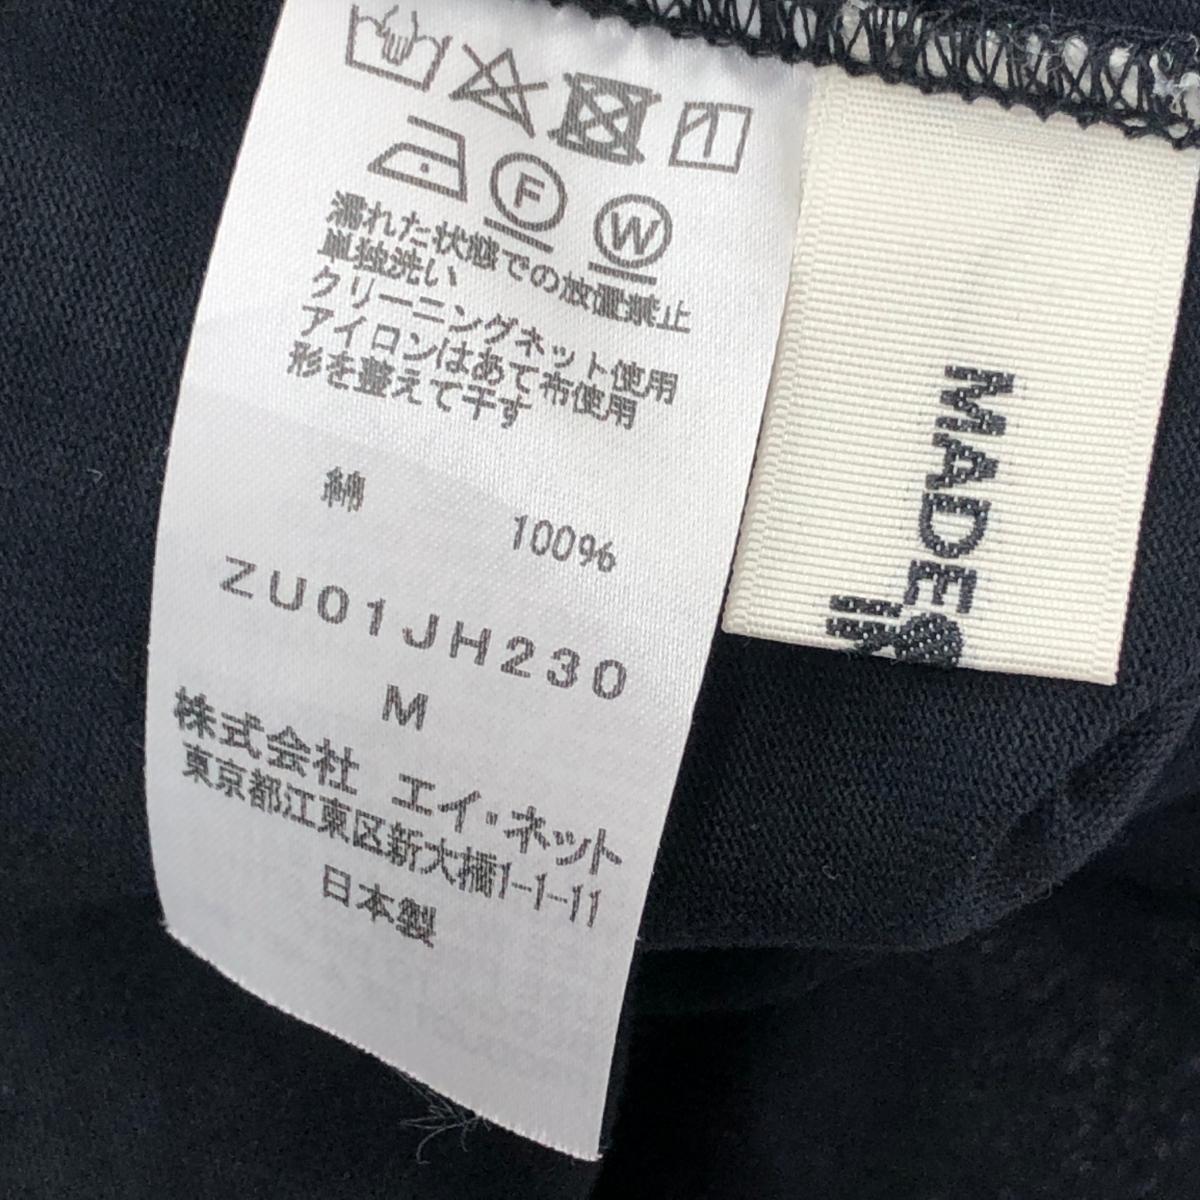 F
W
濡れた状態での放置禁止
単独洗い
クリーニングネット使用
アイロンはあて布使用
形を整えて干す
綿 100%
ZU01JH230
M
株式会社 エイ・ネット
東京都江東区新大橋1-1-11
日本製
MADE